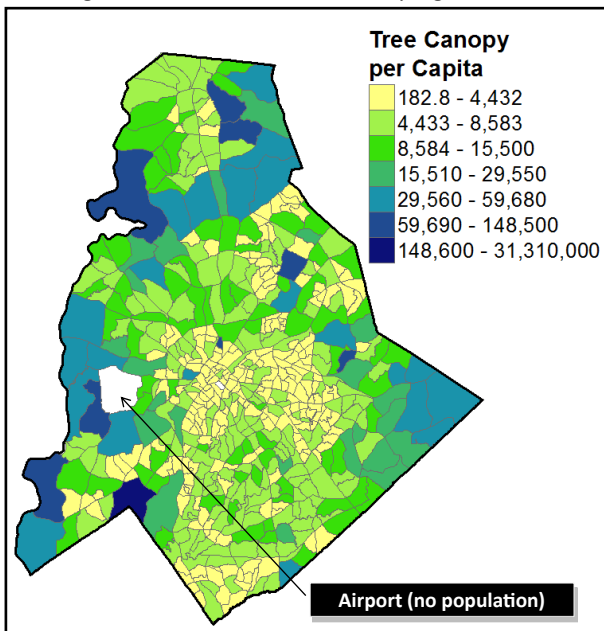 Tree Canopy
per Capita
182.8 - 4,432
4,433 - 8,583
8,584 - 15,500
15,510 - 29,550
29,560 - 59,680
59,690 - 148,500
148,600 - 31,310,000
Airport (no population)